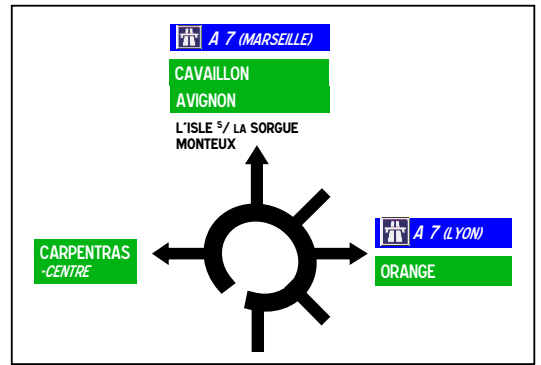 A 7 (MARSEILLE)
CAVAILLON
AVIGNON
L'ISLE S/ LA SORGUE
MONTEUX
CARPENTRAS
-CENTRE
A 7 (LYON)
ORANGE